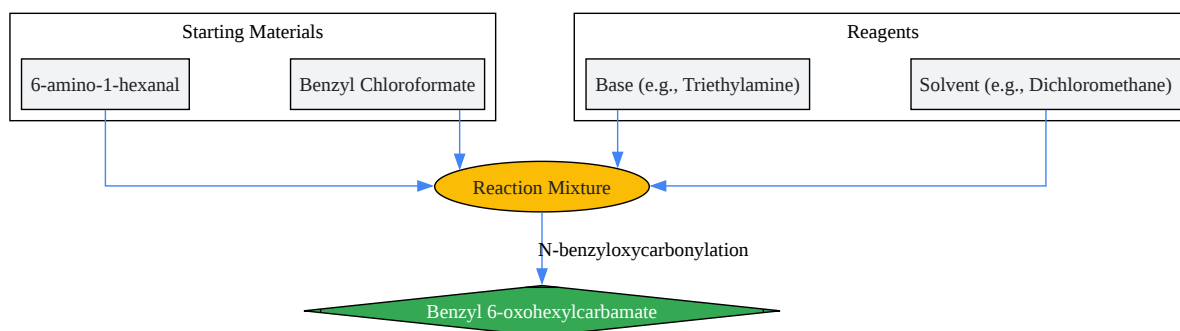 Starting Materials
Reagents
6-amino-1-hexanal
Benzyl Chloroformate
Base (e.g., Triethylamine)
Solvent (e.g., Dichloromethane)
Reaction Mixture
N-benzyloxycarbonylation
Benzyl 6-oxohexylcarbamate